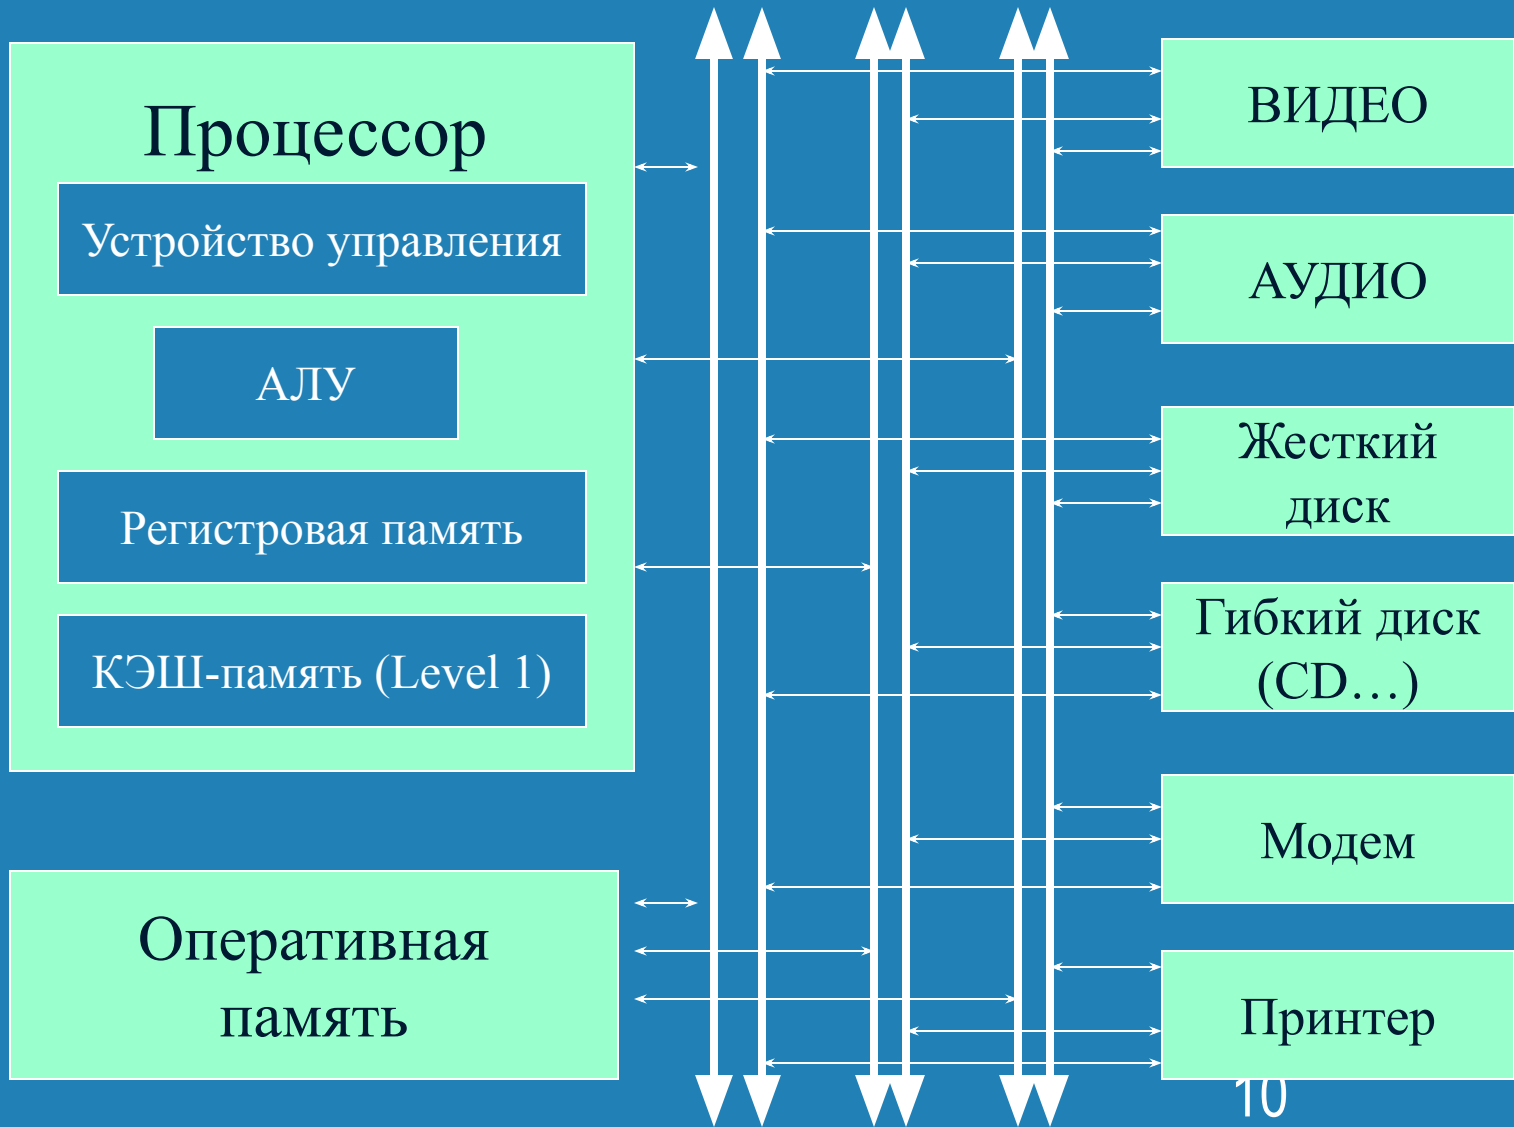 Процессор
Устройство управления
АЛУ
Регистровая память
КЭШ-память (Level 1)
Оперативная
память
ВИДЕО
АУДИО
Жесткий
диск
Гибкий диск
(CD…)
Модем
Принтер
10